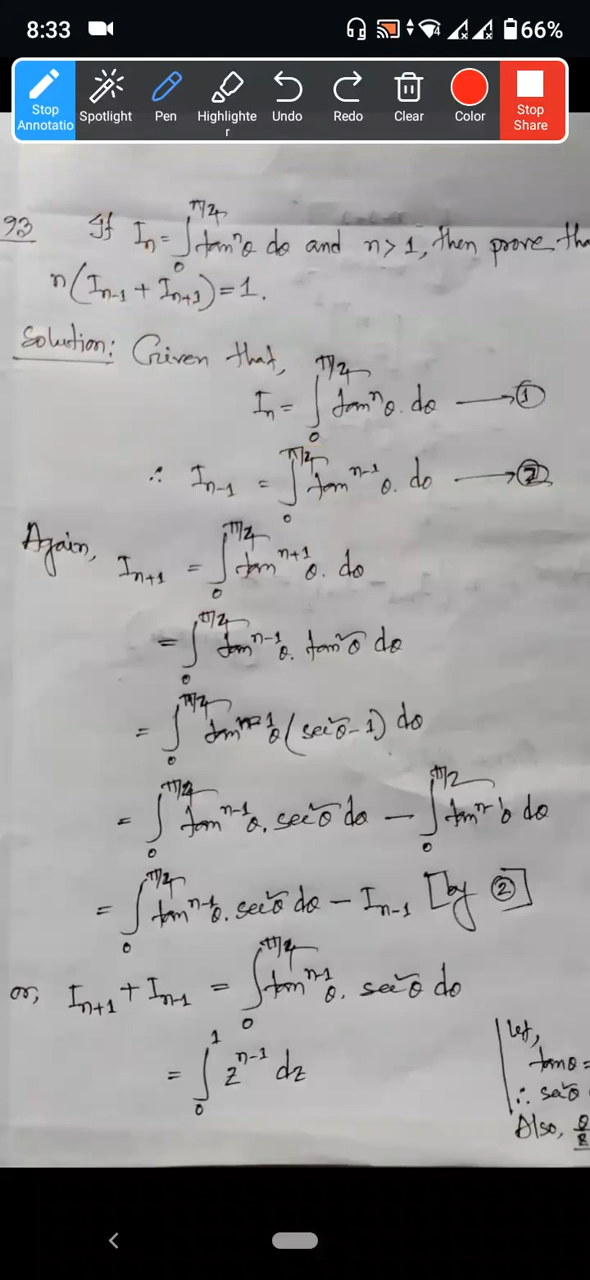 8:33 4 66%
Stop Annotatio Spotlight Pen Highlighter Undo Redo Clear Color Stop Share
93 If Iₙ = ∫₀^{π/4} tanⁿθ dθ and n > 1, then prove tha
n(Iₙ₋₁ + Iₙ₊₁) = 1.
Solution: Given that,
Iₙ = ∫₀^{π/4} tanⁿθ. dθ ⟶ ①
∴ Iₙ₋₁ = ∫₀^{π/4} tanⁿ⁻¹θ. dθ ⟶ ②
Again, Iₙ₊₁ = ∫₀^{π/4} tanⁿ⁺¹θ. dθ
= ∫₀^{π/4} tanⁿ⁻¹θ. tan²θ dθ
= ∫₀^{π/4} tanⁿ⁻¹θ (sec²θ - 1) dθ
= ∫₀^{π/4} tanⁿ⁻¹θ. sec²θ dθ — ∫₀^{π/2} tanⁿ⁻¹θ dθ
= ∫₀^{π/4} tanⁿ⁻¹θ. sec²θ dθ - Iₙ₋₁ [by ②]
or, Iₙ₊₁ + Iₙ₋₁ = ∫₀^{π/4} tanⁿ⁻¹θ. sec²θ dθ
= ∫₀^1 zⁿ⁻¹ dz
let,
tanθ =
∴ sec²θ
Also, θ